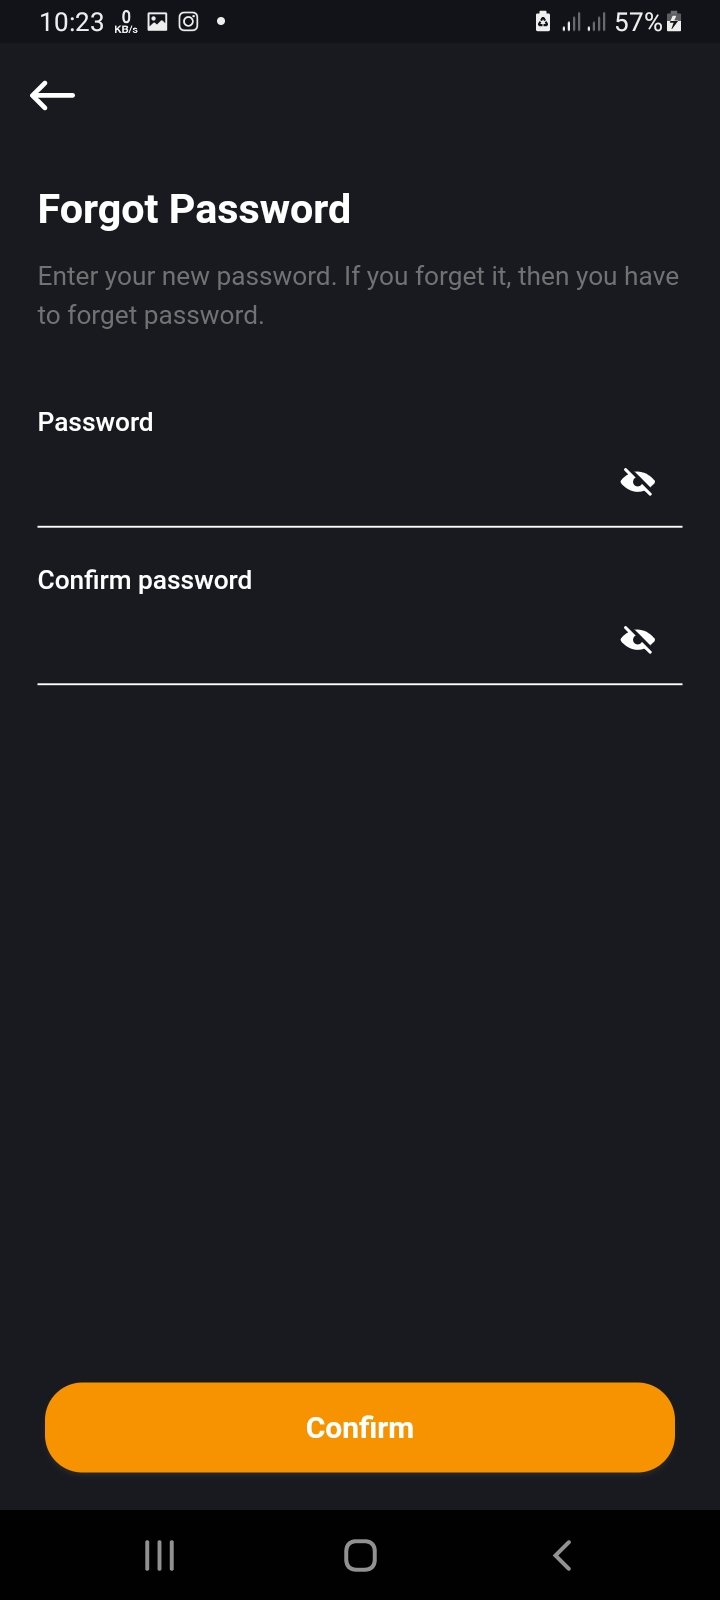 10:23 0 KB/s 57%
Forgot Password
Enter your new password. If you forget it, then you have
to forget password.
Password
Confirm password
Confirm